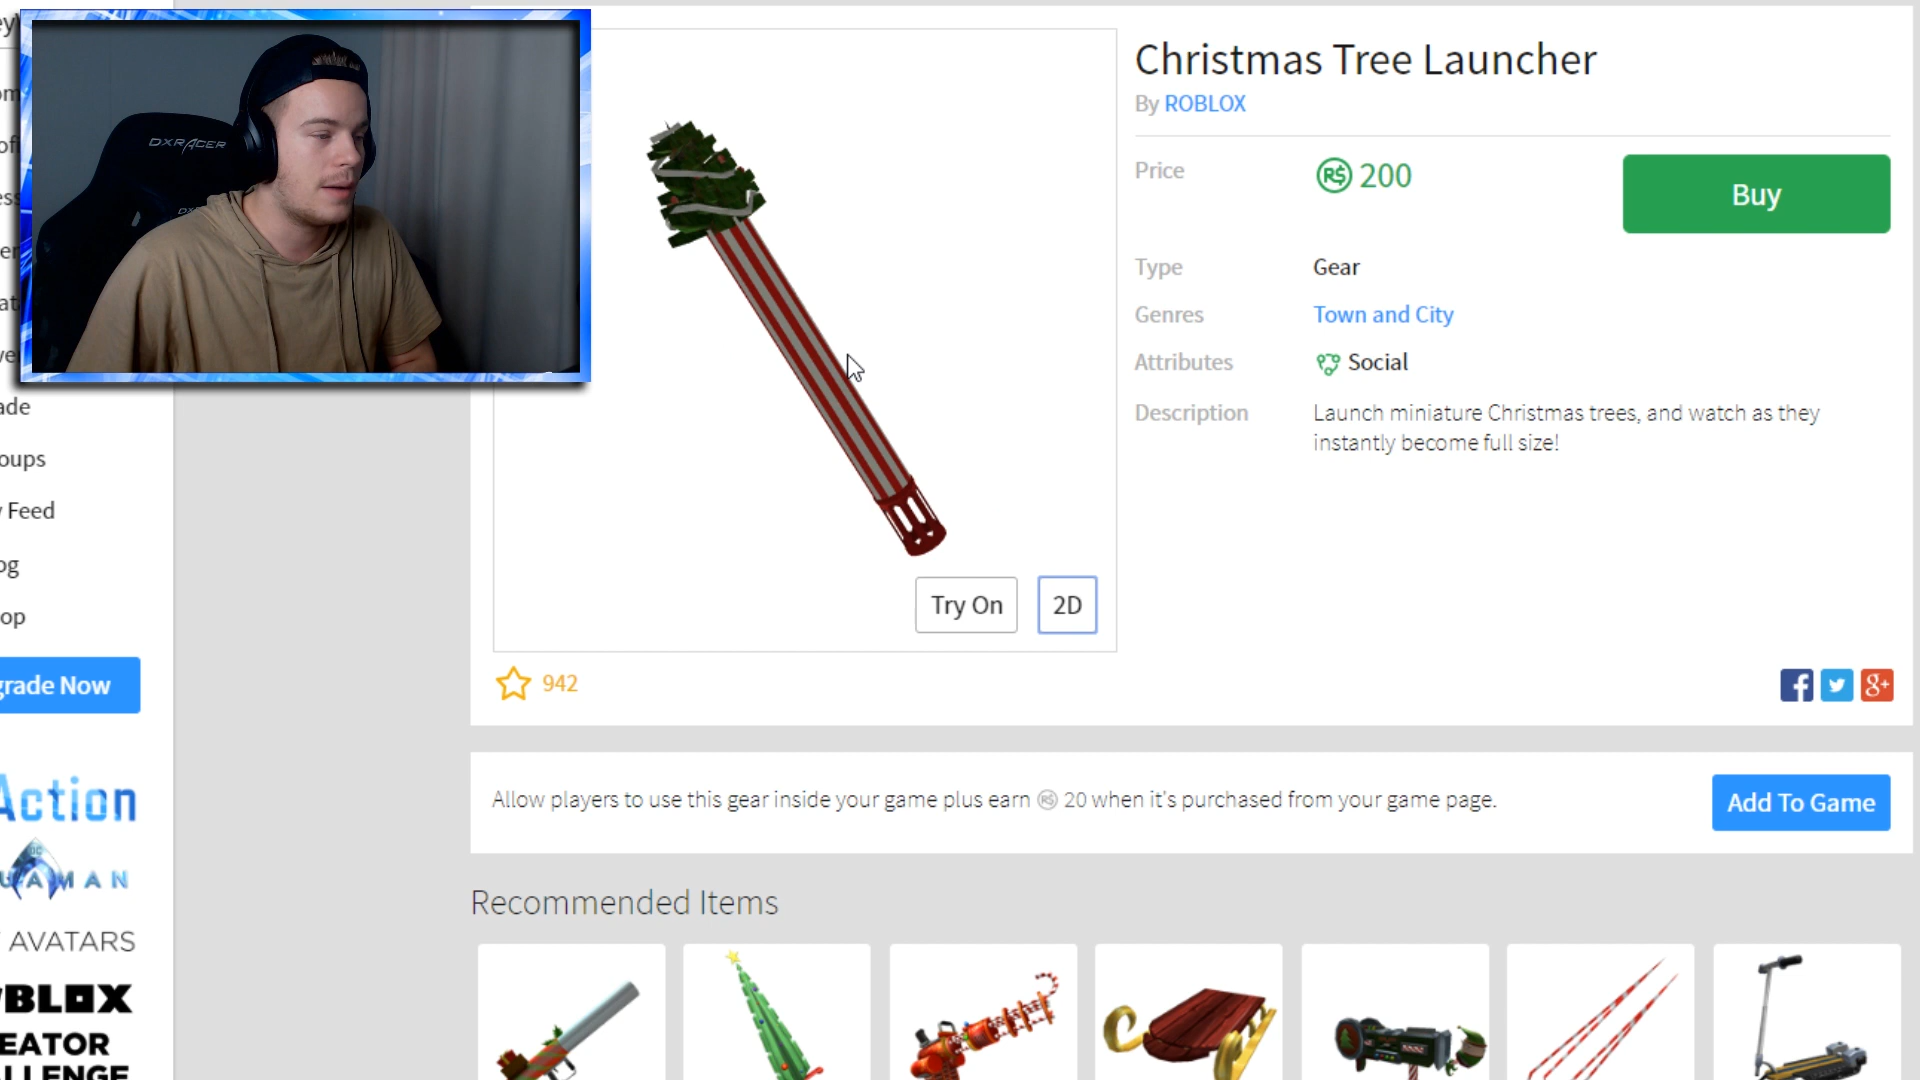 DXRACER
Christmas Tree Launcher
By ROBLOX
Price
R$ 200
Buy
Type
Gear
Genres
Town and City
Attributes
Social
Description
Launch miniature Christmas trees, and watch as they
instantly become full size!
Try On
2D
942
Feed
grade Now
Allow players to use this gear inside your game plus earn R$ 20 when it's purchased from your game page.
Add To Game
Recommended Items
Action
AVATARS
BLOX
EATOR
ade
oups
og
op
f
g+